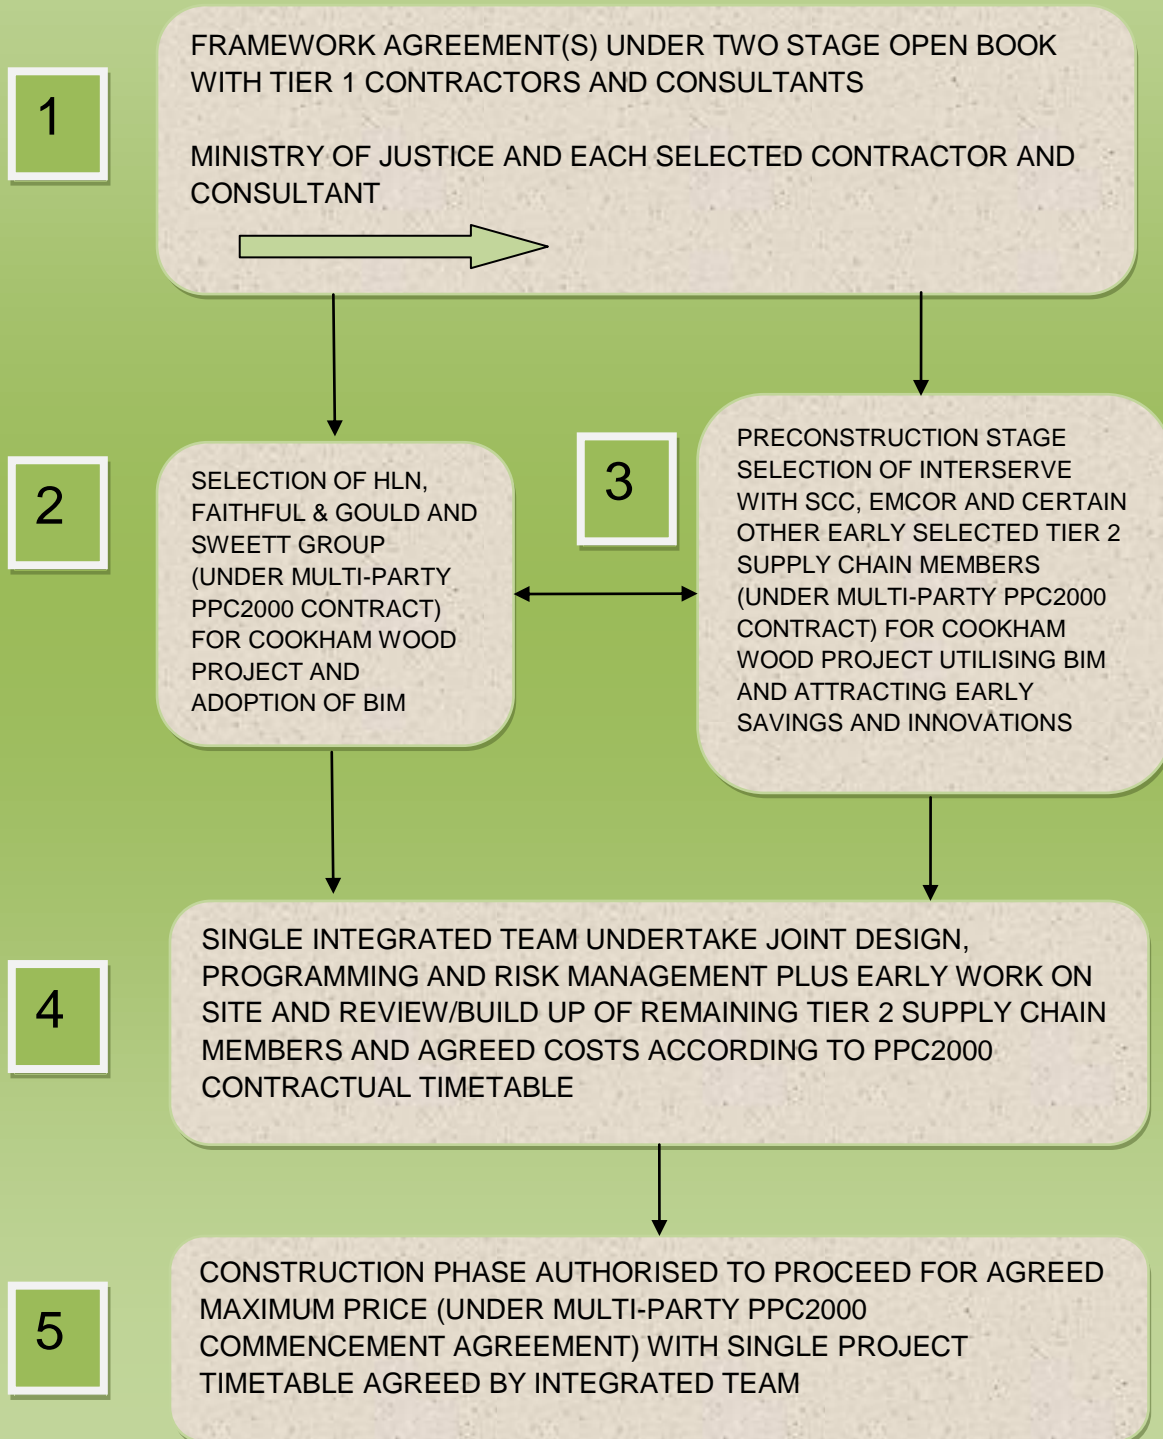 1
FRAMEWORK AGREEMENT(S) UNDER TWO STAGE OPEN BOOK
WITH TIER 1 CONTRACTORS AND CONSULTANTS
MINISTRY OF JUSTICE AND EACH SELECTED CONTRACTOR AND
CONSULTANT
2
SELECTION OF HLN,
FAITHFUL & GOULD AND
SWEETT GROUP
(UNDER MULTI-PARTY
PPC2000 CONTRACT)
FOR COOKHAM WOOD
PROJECT AND
ADOPTION OF BIM
3
PRECONSTRUCTION STAGE
SELECTION OF INTERSERVE
WITH SCC, EMCOR AND CERTAIN
OTHER EARLY SELECTED TIER 2
SUPPLY CHAIN MEMBERS
(UNDER MULTI-PARTY PPC2000
CONTRACT) FOR COOKHAM
WOOD PROJECT UTILISING BIM
AND ATTRACTING EARLY
SAVINGS AND INNOVATIONS
4
SINGLE INTEGRATED TEAM UNDERTAKE JOINT DESIGN,
PROGRAMMING AND RISK MANAGEMENT PLUS EARLY WORK ON
SITE AND REVIEW/BUILD UP OF REMAINING TIER 2 SUPPLY CHAIN
MEMBERS AND AGREED COSTS ACCORDING TO PPC2000
CONTRACTUAL TIMETABLE
5
CONSTRUCTION PHASE AUTHORISED TO PROCEED FOR AGREED
MAXIMUM PRICE (UNDER MULTI-PARTY PPC2000
COMMENCEMENT AGREEMENT) WITH SINGLE PROJECT
TIMETABLE AGREED BY INTEGRATED TEAM